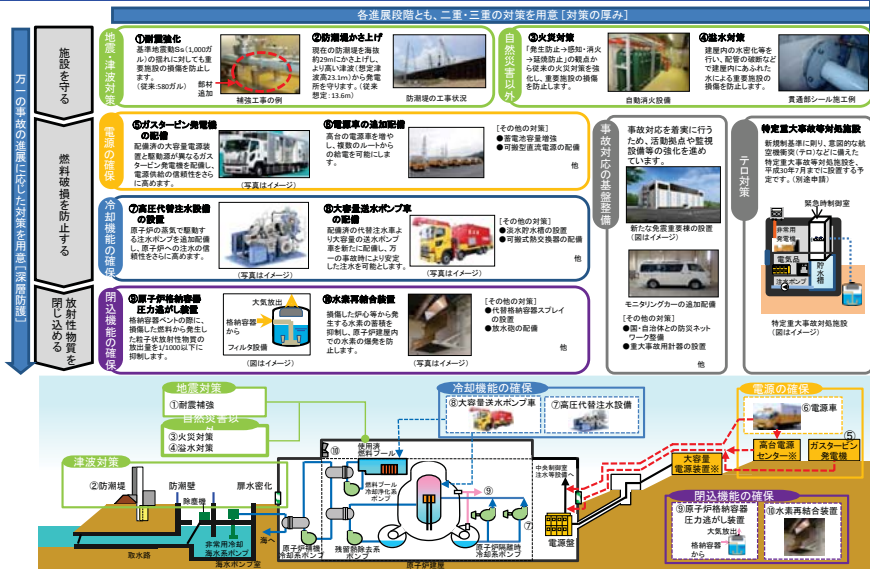 各進展段階とも、二重・三重の対策を用意［対策の厚み］
万一の事故の進展に応じた対策を用意［深層防護］
施設を守る
燃料破損を防止する
放射性物質を
閉じ込める
地震・津波対策
①耐震強化
基準地震動Ss(1,000ガ
ル)の揺れに対しても重
要施設の損傷を防止しま
す。
(従来:580ガル)
部材
追加
補強工事の例
②防潮堤かさ上げ
現在の防潮堤を海抜
約29mにかさ上げし、
より高い津波(想定津
波高23.1m)から発電
所を守ります。(従来
想定:13.6m)
防潮堤の工事状況
自然災害以外
③火災対策
「発生防止→感知・消火
→延焼防止」の観点か
ら従来の火災対策を強
化し、重要施設の損傷
を防止します。
自動消火設備
④溢水対策
建屋内の水密化等を行
い、配管の破断などで
建屋内にあふれた
水による重要施設の
損傷を防止します。
貫通部シール施工例
電源の確保
⑤ガスタービン発電機
の配備
配備済の大容量電源装置
と駆動源が異なるガスタ
ービン発電機を配備し、
電源供給の信頼性をさら
に高めます。
(写真はイメージ)
⑥電源車の追加配備
高台の電源車を増や
し、複数のルートから
の給電を可能にしま
す。
(写真はイメージ)
[その他の対策]
●蓄電池容量増強
●可搬型直流電源の配備
他
冷却機能の確保
⑦高圧代替注水設備
の設置
原子炉の蒸気で駆動す
る注水ポンプを追加配備
し、原子炉への注水の信
頼性をさらに高めます。
(写真はイメージ)
⑧大容量送水ポンプ車
の配備
配備済の代替注水車よ
り大容量の送水ポンプ
車を新たに配備し、万
一の事故時により安定
した注水を可能とします。
(写真はイメージ)
[その他の対策]
●淡水貯水槽の設置
●可搬式熱交換器の配備
他
閉込機能の確保
⑨原子炉格納容器
圧力逃がし装置
格納容器ベントの際に、
損傷した燃料から発生し
た粒子状放射性物質の
放出量を1/1000以下に
抑制します。
大気放出
格納容器
から
フィルタ設備
(図はイメージ)
⑩水素再結合装置
損傷した炉心等から発
生する水素の蓄積を
抑制し、原子炉建屋内
での水素の爆発を防
止します。
(写真はイメージ)
[その他の対策]
●代替格納容器スプレイ
の設置
●放水砲の配備
他
事故対応の基盤整備
事故対応を着実に行う
ため、活動拠点や監視
設備等の強化を進め
ています。
新たな免震重要棟の設置
(図はイメージ)
モニタリングカーの追加配備
[その他の対策]
●国・自治体との防災ネット
ワーク整備
●重大事故用計器の設置
他
テロ対策
特定重大事故等対処施設
新規制基準に則り、意図的な航
空機衝突(テロ)などに備えた
特定重大事故等対処施設を、
平成30年7月までに設置する予
定です。(別途申請)
緊急時制御室
非常用
発電機
電気品
注水ポンプ
貯水槽
特定重大事故対処施設
(図はイメージ)
地震対策
①耐震補強
自然災害以外
③火災対策
④溢水対策
津波対策
②防潮堤
防潮壁
扉水密化
除塵機
取水路
非常用冷却
海水系ポンプ
海水ポンプ室
海へ
冷却機能の確保
⑧大容量送水ポンプ車
⑦高圧代替注水設備
⑩
使用済
燃料プール
燃料プール
冷却浄化系
ポンプ
⑨
⑦
原子炉補機
冷却系ポンプ
残留熱除去系
ポンプ
原子炉隔離時
冷却系ポンプ
原子炉建屋
中央制御室
注水等設備へ
電源盤
電源の確保
⑥電源車
大容量
電源装置※
高台電源
センター※
⑤
ガスタービン
発電機
閉込機能の確保
⑨原子炉格納容器
圧力逃がし装置
大気放出
格納容器
から
⑩水素再結合装置